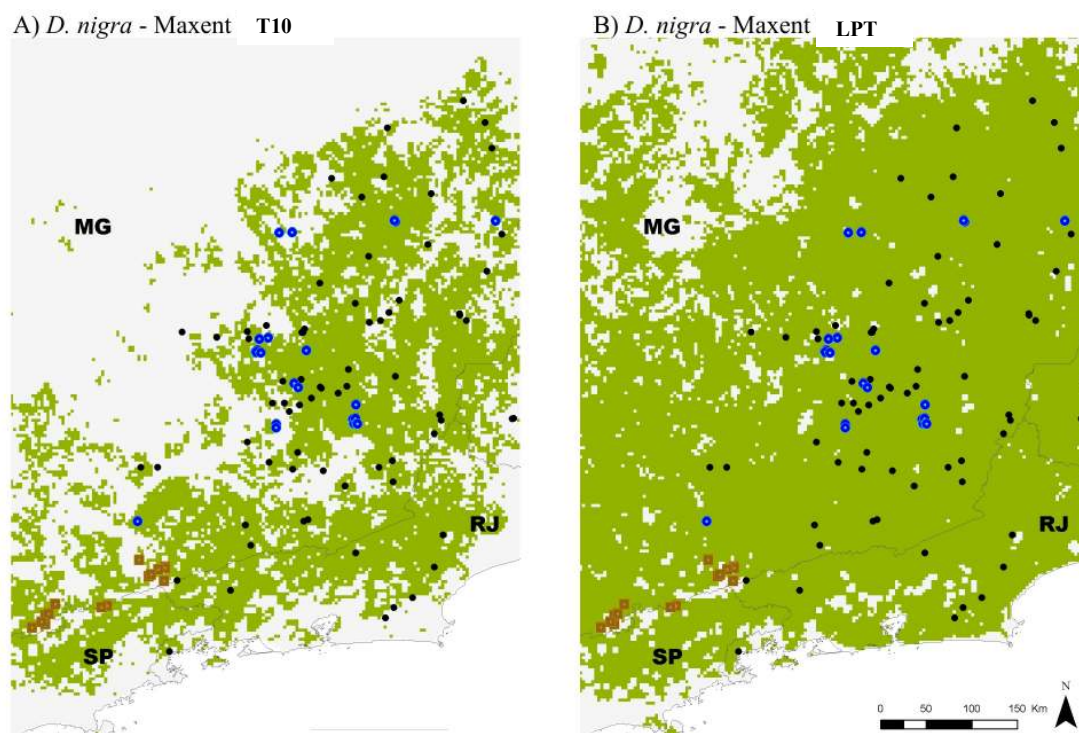 A) D. nigra - Maxent T10
B) D. nigra - Maxent LPT
MG
MG
RJ
RJ
SP
SP
N
0 50 100 150 Km